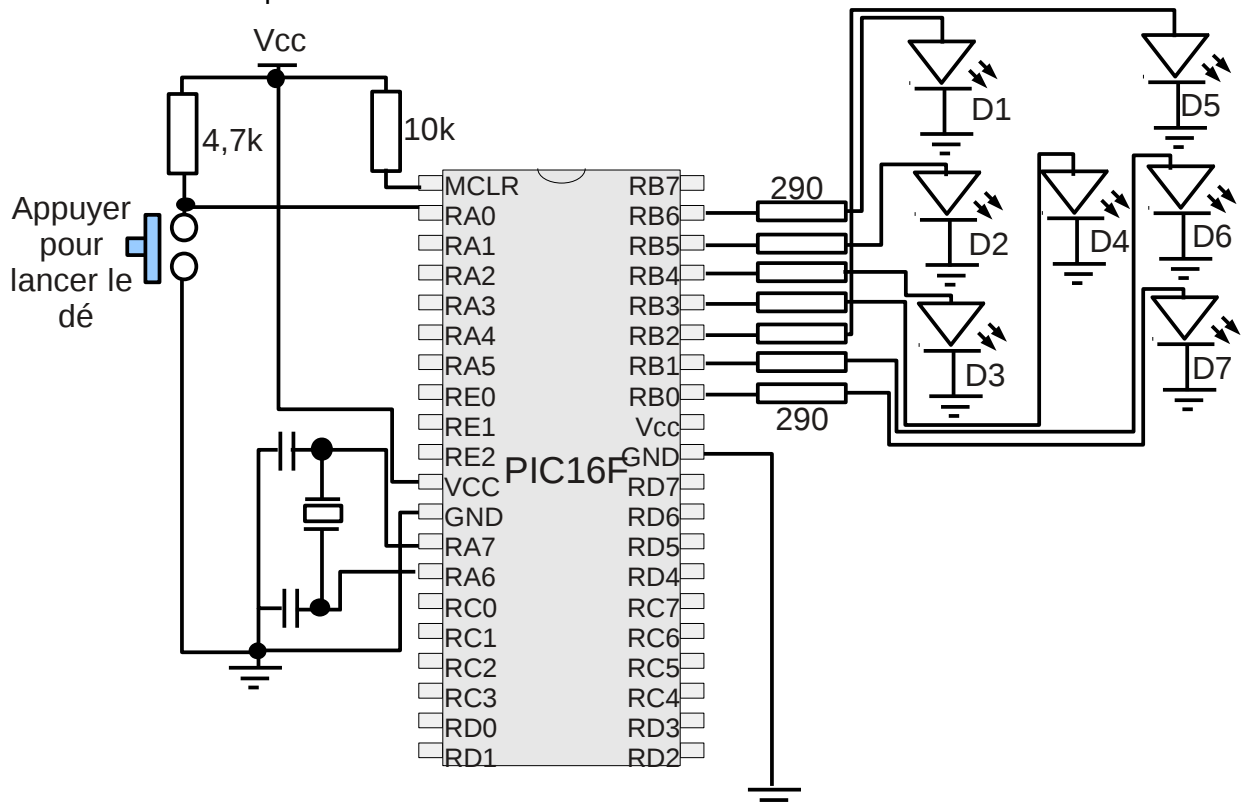 Vcc
4,7k
10k
Appuyer
pour
lancer le
dé
MCLR
RA0
RA1
RA2
RA3
RA4
RA5
RE0
RE1
RE2
VCC
GND
RA7
RA6
RC0
RC1
RC2
RC3
RD0
RD1
PIC16F
RB7
RB6
RB5
RB4
RB3
RB2
RB1
RB0
Vcc
GND
RD7
RD6
RD5
RD4
RC7
RC6
RC5
RC4
RD3
RD2
290
290
D1
D5
D2
D4
D6
D3
D7